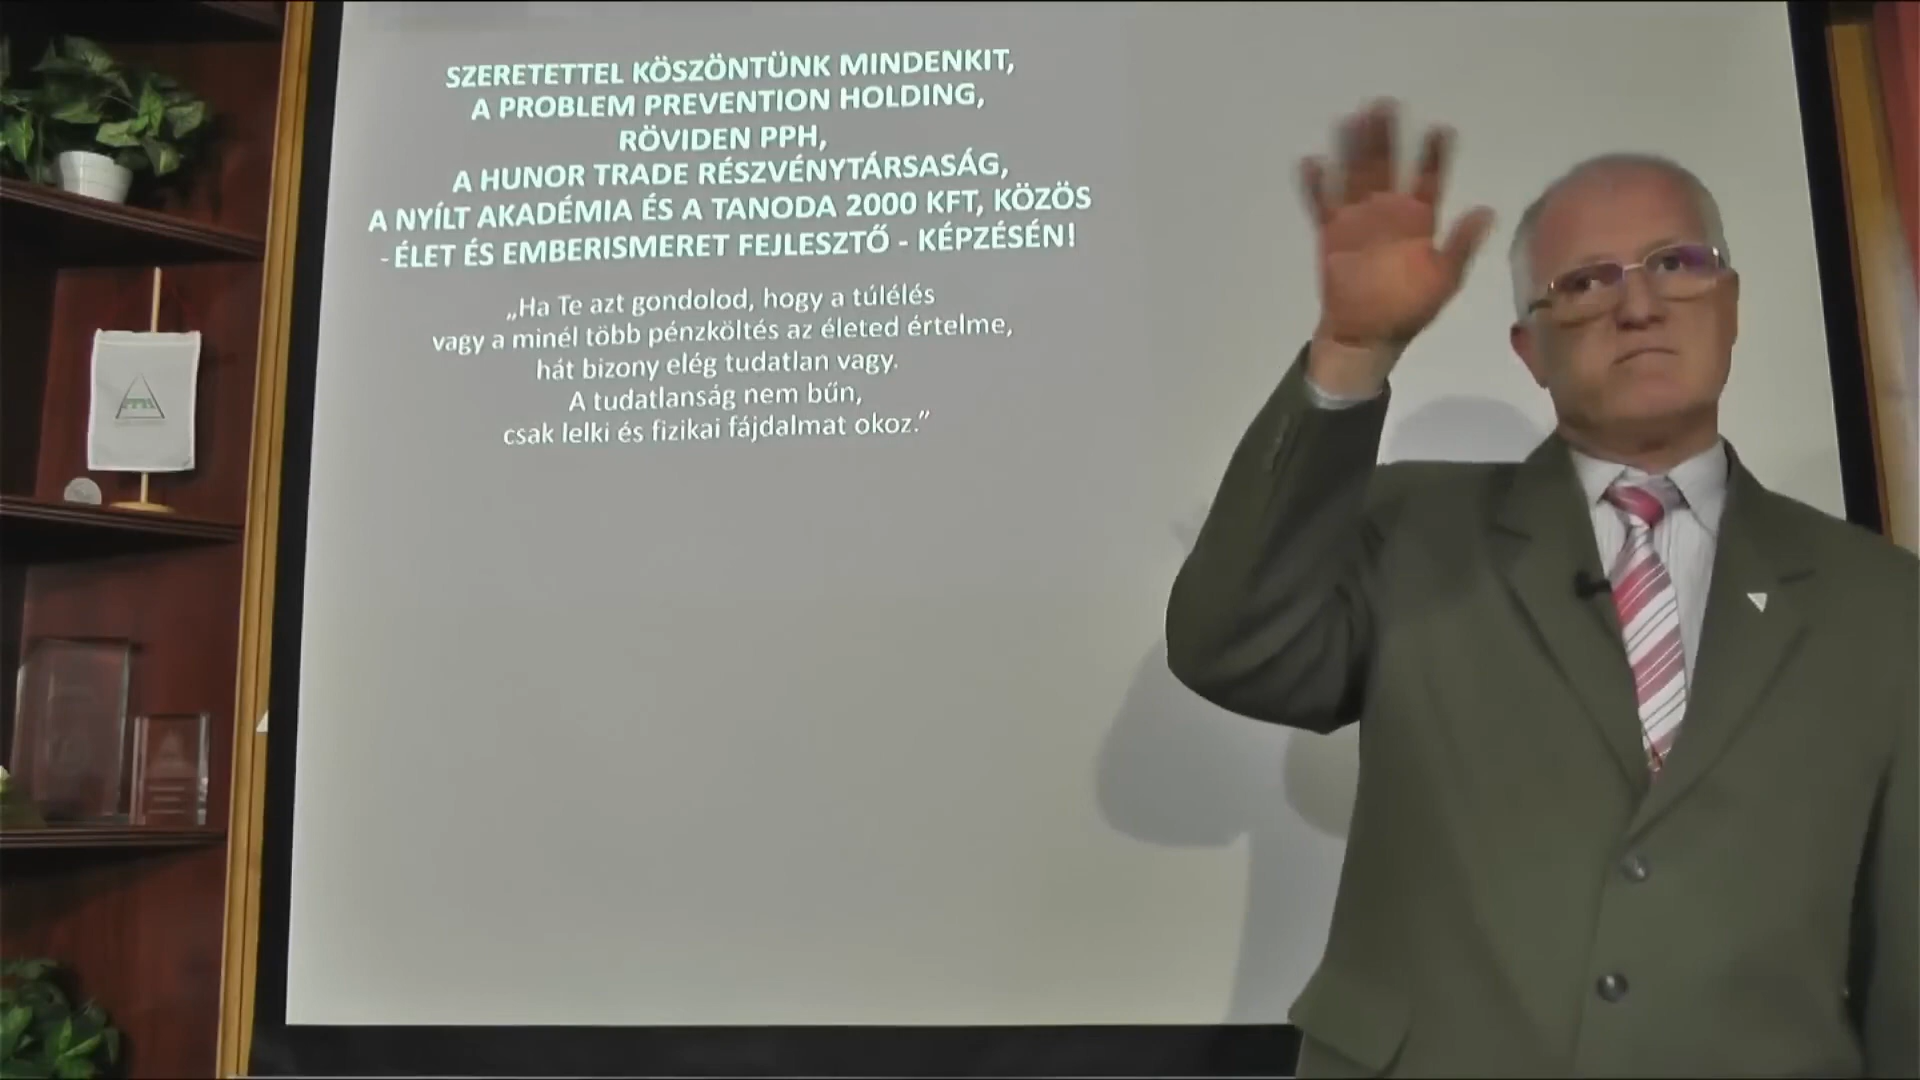 SZERETETTEL KÖSZÖNTÜNK MINDENKIT,
A PROBLEM PREVENTION HOLDING,
RÖVIDEN PPH,
A HUNOR TRADE RÉSZVÉNYTÁRSASÁG,
A NYÍLT AKADÉMIA ÉS A TANODA 2000 KFT, KÖZÖS
- ÉLET ÉS EMBERISMERET FEJLESZTŐ - KÉPZÉSÉN!
„Ha Te azt gondolod, hogy a túlélés
vagy a minél több pénzköltés az életed értelme,
hát bizony elég tudatlan vagy.
A tudatlanság nem bűn,
csak lelki és fizikai fájdalmat okoz.”